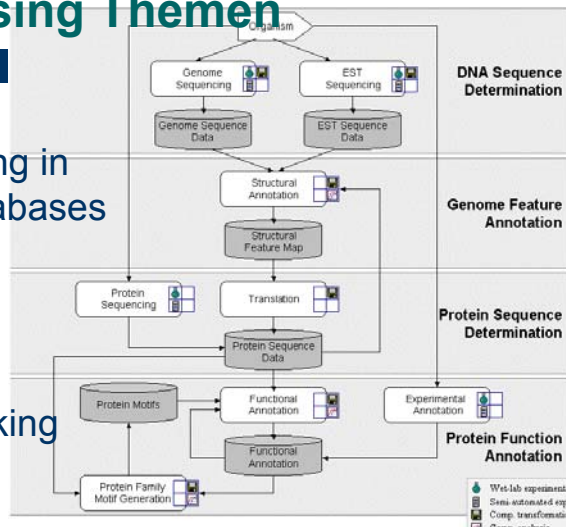 sing Themen
Organism
Genome
Sequencing
EST
Sequencing
DNA Sequence
Determination
Genome Sequence
Data
EST Sequence
Data
ng in
abases
Structural
Annotation
Genome Feature
Annotation
Structural
Feature Map
Protein
Sequencing
Translation
Protein Sequence
Determination
Protein Sequence
Data
king
Protein Motifs
Functional
Annotation
Experimental
Annotation
Protein Function
Annotation
Functional
Annotation
Protein Family
Motif Generation
Wet-lab experiment
Semi-automated exp
Comp. transformatio